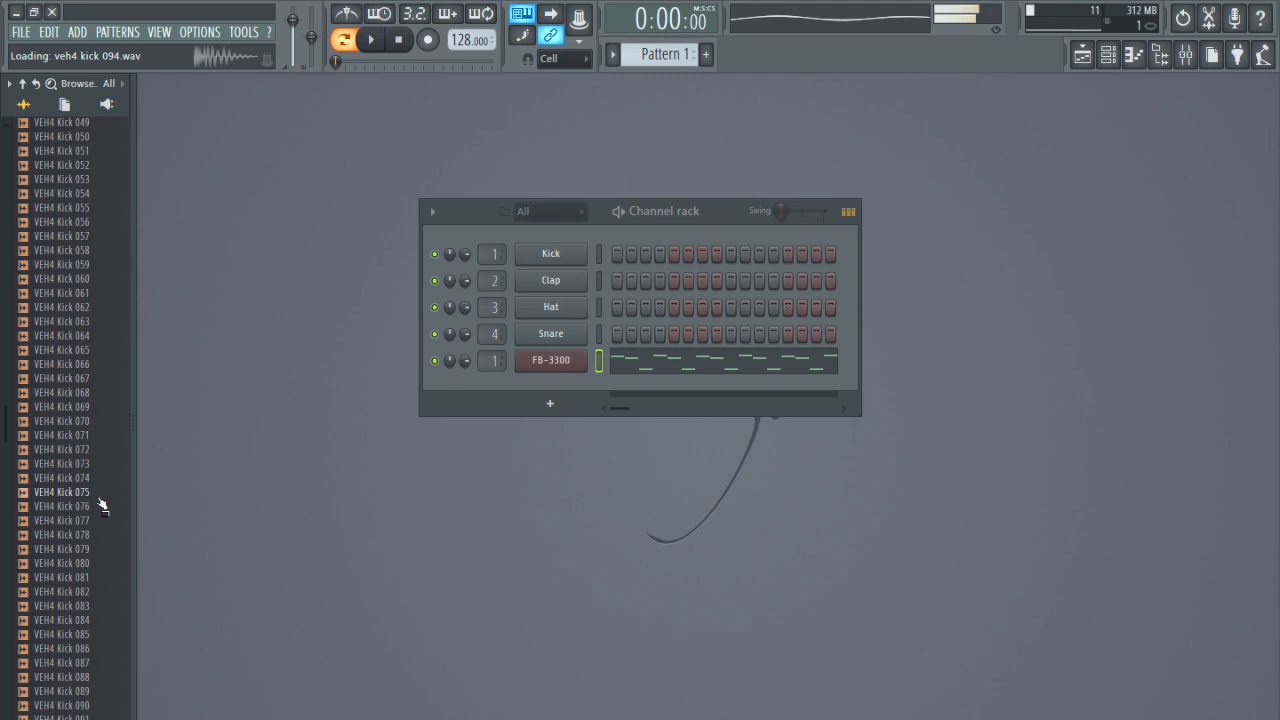 3.2
0:00:00
M:S:CS
11
312 MB
1
FILE EDIT ADD PATTERNS VIEW OPTIONS TOOLS ?
128.000
Loading: veh4 kick 094.wav
Cell
Pattern 1
+
?
Browse.. All
VEH4 Kick 049
VEH4 Kick 050
VEH4 Kick 051
VEH4 Kick 052
VEH4 Kick 053
VEH4 Kick 054
VEH4 Kick 055
VEH4 Kick 056
VEH4 Kick 057
VEH4 Kick 058
VEH4 Kick 059
VEH4 Kick 060
VEH4 Kick 061
VEH4 Kick 062
VEH4 Kick 063
VEH4 Kick 064
VEH4 Kick 065
VEH4 Kick 066
VEH4 Kick 067
VEH4 Kick 068
VEH4 Kick 069
VEH4 Kick 070
VEH4 Kick 071
VEH4 Kick 072
VEH4 Kick 073
VEH4 Kick 074
VEH4 Kick 075
VEH4 Kick 076
VEH4 Kick 077
VEH4 Kick 078
VEH4 Kick 079
VEH4 Kick 080
VEH4 Kick 081
VEH4 Kick 082
VEH4 Kick 083
VEH4 Kick 084
VEH4 Kick 085
VEH4 Kick 086
VEH4 Kick 087
VEH4 Kick 088
VEH4 Kick 089
VEH4 Kick 090
VEH4 Kick 091
All Channel rack Swing
1 Kick
2 Clap
3 Hat
4 Snare
1 FB-3300
+